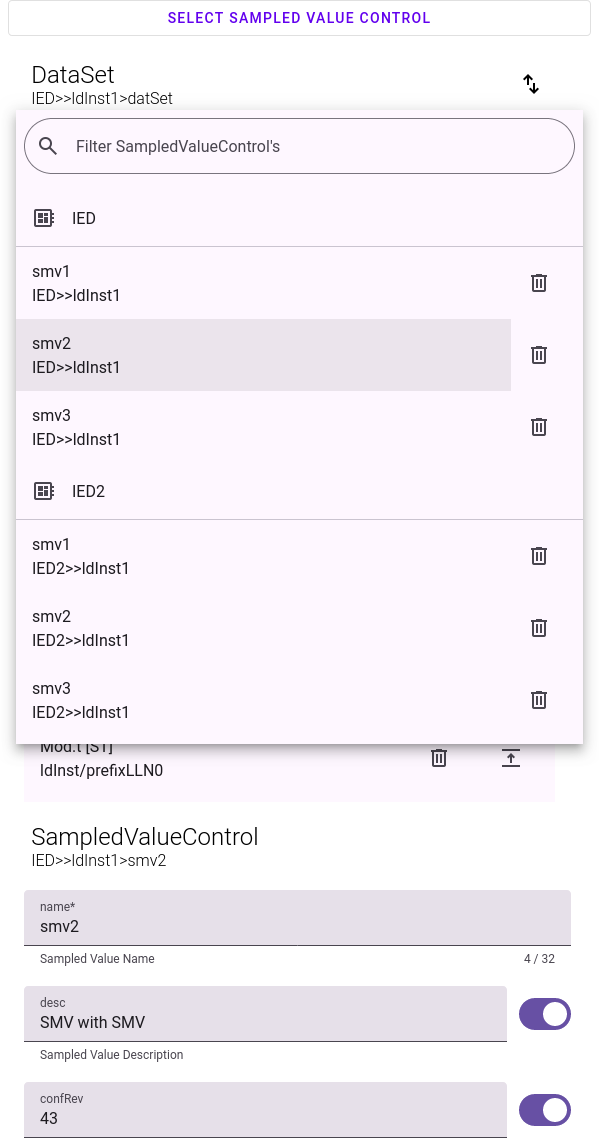 SELECT SAMPLED VALUE CONTROL
DataSet
IED>>ldInst1>datSet
Filter SampledValueControl's
IED
smv1
IED>>ldInst1
smv2
IED>>ldInst1
smv3
IED>>ldInst1
IED2
smv1
IED2>>ldInst1
smv2
IED2>>ldInst1
smv3
IED2>>ldInst1
Mod.t [ST]
ldInst/prefixLLN0
SampledValueControl
IED>>ldInst1>smv2
name*
smv2
Sampled Value Name 4 / 32
desc
SMV with SMV
Sampled Value Description
confRev
43